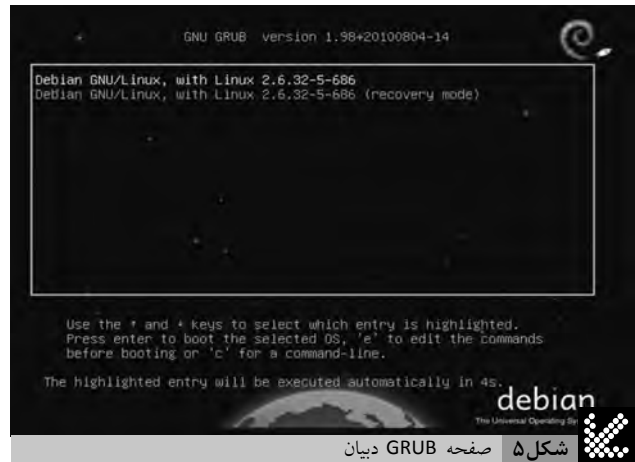 GNU GRUB version 1.98+20100804-14
Debian GNU/Linux, with Linux 2.6.32-5-686
Debian GNU/Linux, with Linux 2.6.32-5-686 (recovery mode)
Use the ↑ and ↓ keys to select which entry is highlighted.
Press enter to boot the selected OS, 'e' to edit the commands
before booting or 'c' for a command-line.
The highlighted entry will be executed automatically in 4s.
debian
The Universal Operating
شکل۵ صفحه GRUB دبیان